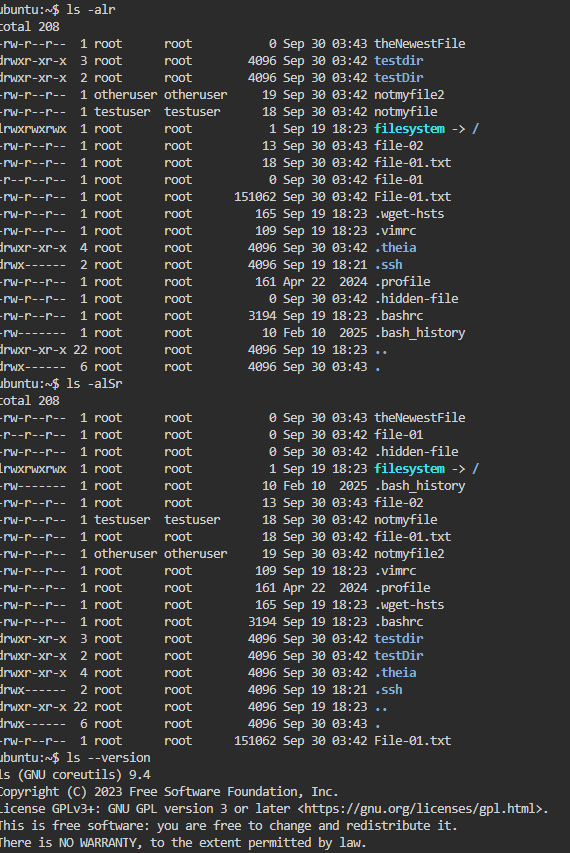 ubuntu:~$ ls -alr
total 208
-rw-r--r--  1 root      root           0 Sep 30 03:43 theNewestFile
drwxr-xr-x  3 root      root        4096 Sep 30 03:42 testdir
drwxr-xr-x  2 root      root        4096 Sep 30 03:42 testDir
-rw-r--r--  1 otheruser otheruser     19 Sep 30 03:42 notmyfile2
-rw-r--r--  1 testuser  testuser      18 Sep 30 03:42 notmyfile
lrwxrwxrwx  1 root      root           1 Sep 19 18:23 filesystem -> /
-rw-r--r--  1 root      root          13 Sep 30 03:43 file-02
-rw-r--r--  1 root      root          18 Sep 30 03:42 file-01.txt
-r--r--r--  1 root      root           0 Sep 30 03:42 file-01
-rw-r--r--  1 root      root      151062 Sep 30 03:42 File-01.txt
-rw-r--r--  1 root      root         165 Sep 19 18:23 .wget-hsts
-rw-r--r--  1 root      root         109 Sep 19 18:23 .vimrc
drwxr-xr-x  4 root      root        4096 Sep 30 03:42 .theia
drwx------  2 root      root        4096 Sep 19 18:21 .ssh
-rw-r--r--  1 root      root         161 Apr 22  2024 .profile
-rw-r--r--  1 root      root           0 Sep 30 03:42 .hidden-file
-rw-r--r--  1 root      root        3194 Sep 19 18:23 .bashrc
-rw-------  1 root      root          10 Feb 10  2025 .bash_history
drwxr-xr-x 22 root      root        4096 Sep 19 18:23 ..
drwx------  6 root      root        4096 Sep 30 03:43 .
ubuntu:~$ ls -alSr
total 208
-rw-r--r--  1 root      root           0 Sep 30 03:43 theNewestFile
-r--r--r--  1 root      root           0 Sep 30 03:42 file-01
-rw-r--r--  1 root      root           0 Sep 30 03:42 .hidden-file
lrwxrwxrwx  1 root      root           1 Sep 19 18:23 filesystem -> /
-rw-------  1 root      root          10 Feb 10  2025 .bash_history
-rw-r--r--  1 root      root          13 Sep 30 03:43 file-02
-rw-r--r--  1 testuser  testuser      18 Sep 30 03:42 notmyfile
-rw-r--r--  1 root      root          18 Sep 30 03:42 file-01.txt
-rw-r--r--  1 otheruser otheruser     19 Sep 30 03:42 notmyfile2
-rw-r--r--  1 root      root         109 Sep 19 18:23 .vimrc
-rw-r--r--  1 root      root         161 Apr 22  2024 .profile
-rw-r--r--  1 root      root         165 Sep 19 18:23 .wget-hsts
-rw-r--r--  1 root      root        3194 Sep 19 18:23 .bashrc
drwxr-xr-x  3 root      root        4096 Sep 30 03:42 testdir
drwxr-xr-x  2 root      root        4096 Sep 30 03:42 testDir
drwxr-xr-x  4 root      root        4096 Sep 30 03:42 .theia
drwx------  2 root      root        4096 Sep 19 18:21 .ssh
drwxr-xr-x 22 root      root        4096 Sep 19 18:23 ..
drwx------  6 root      root        4096 Sep 30 03:43 .
-rw-r--r--  1 root      root      151062 Sep 30 03:42 File-01.txt
ubuntu:~$ ls --version
ls (GNU coreutils) 9.4
Copyright (C) 2023 Free Software Foundation, Inc.
License GPLv3+: GNU GPL version 3 or later <https://gnu.org/licenses/gpl.html>.
This is free software: you are free to change and redistribute it.
There is NO WARRANTY, to the extent permitted by law.